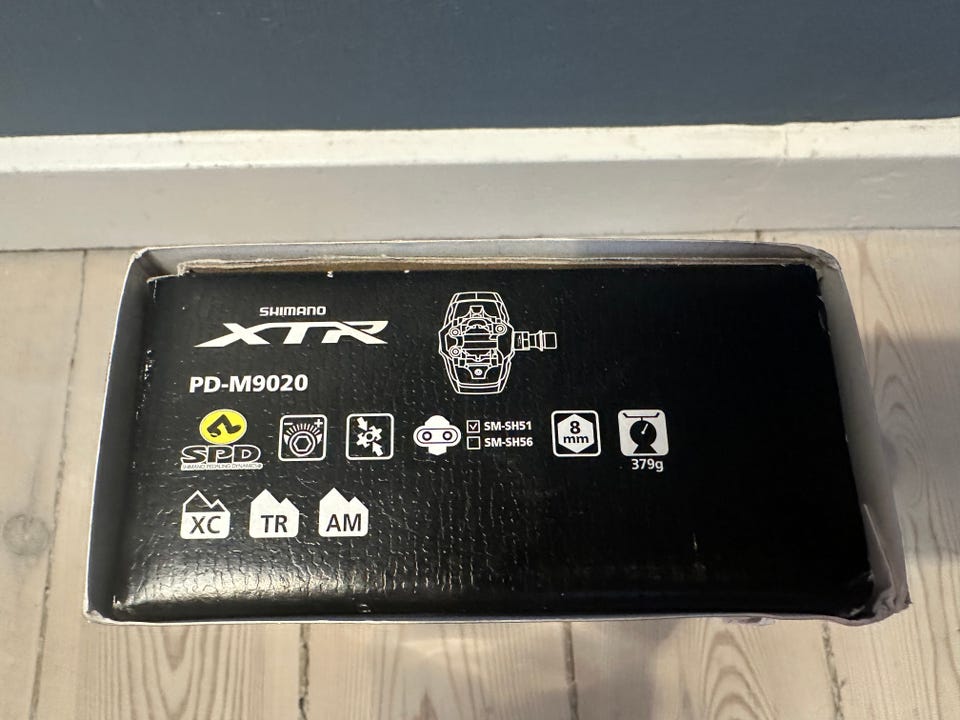 SHIMANO
XTR
PD-M9020
SPD
SHIMANO PEDALING DYNAMICS
- +
SM-SH51
SM-SH56
8
mm
379g
XC
TR
AM